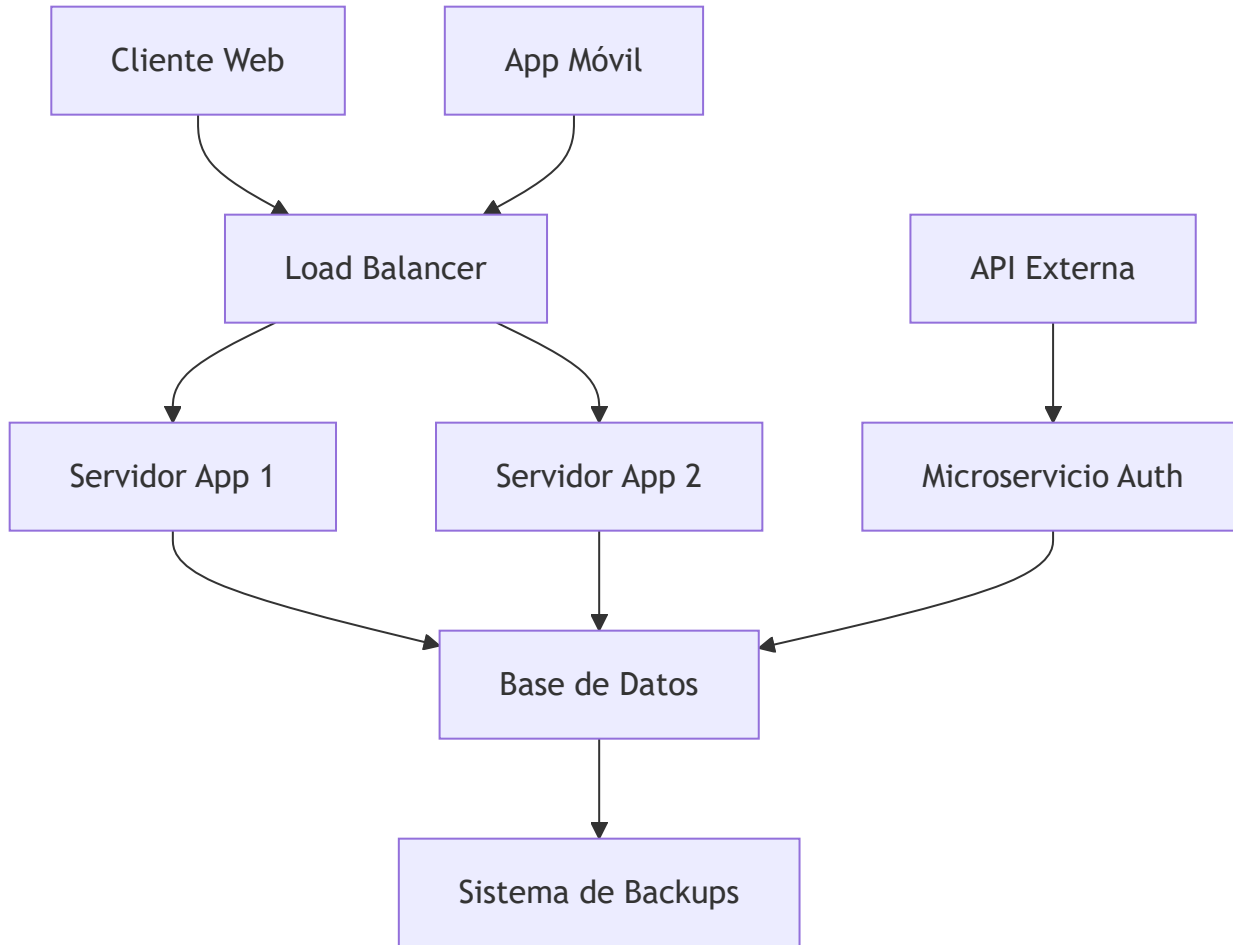 Cliente Web
App Móvil
Load Balancer
API Externa
Servidor App 1
Servidor App 2
Microservicio Auth
Base de Datos
Sistema de Backups